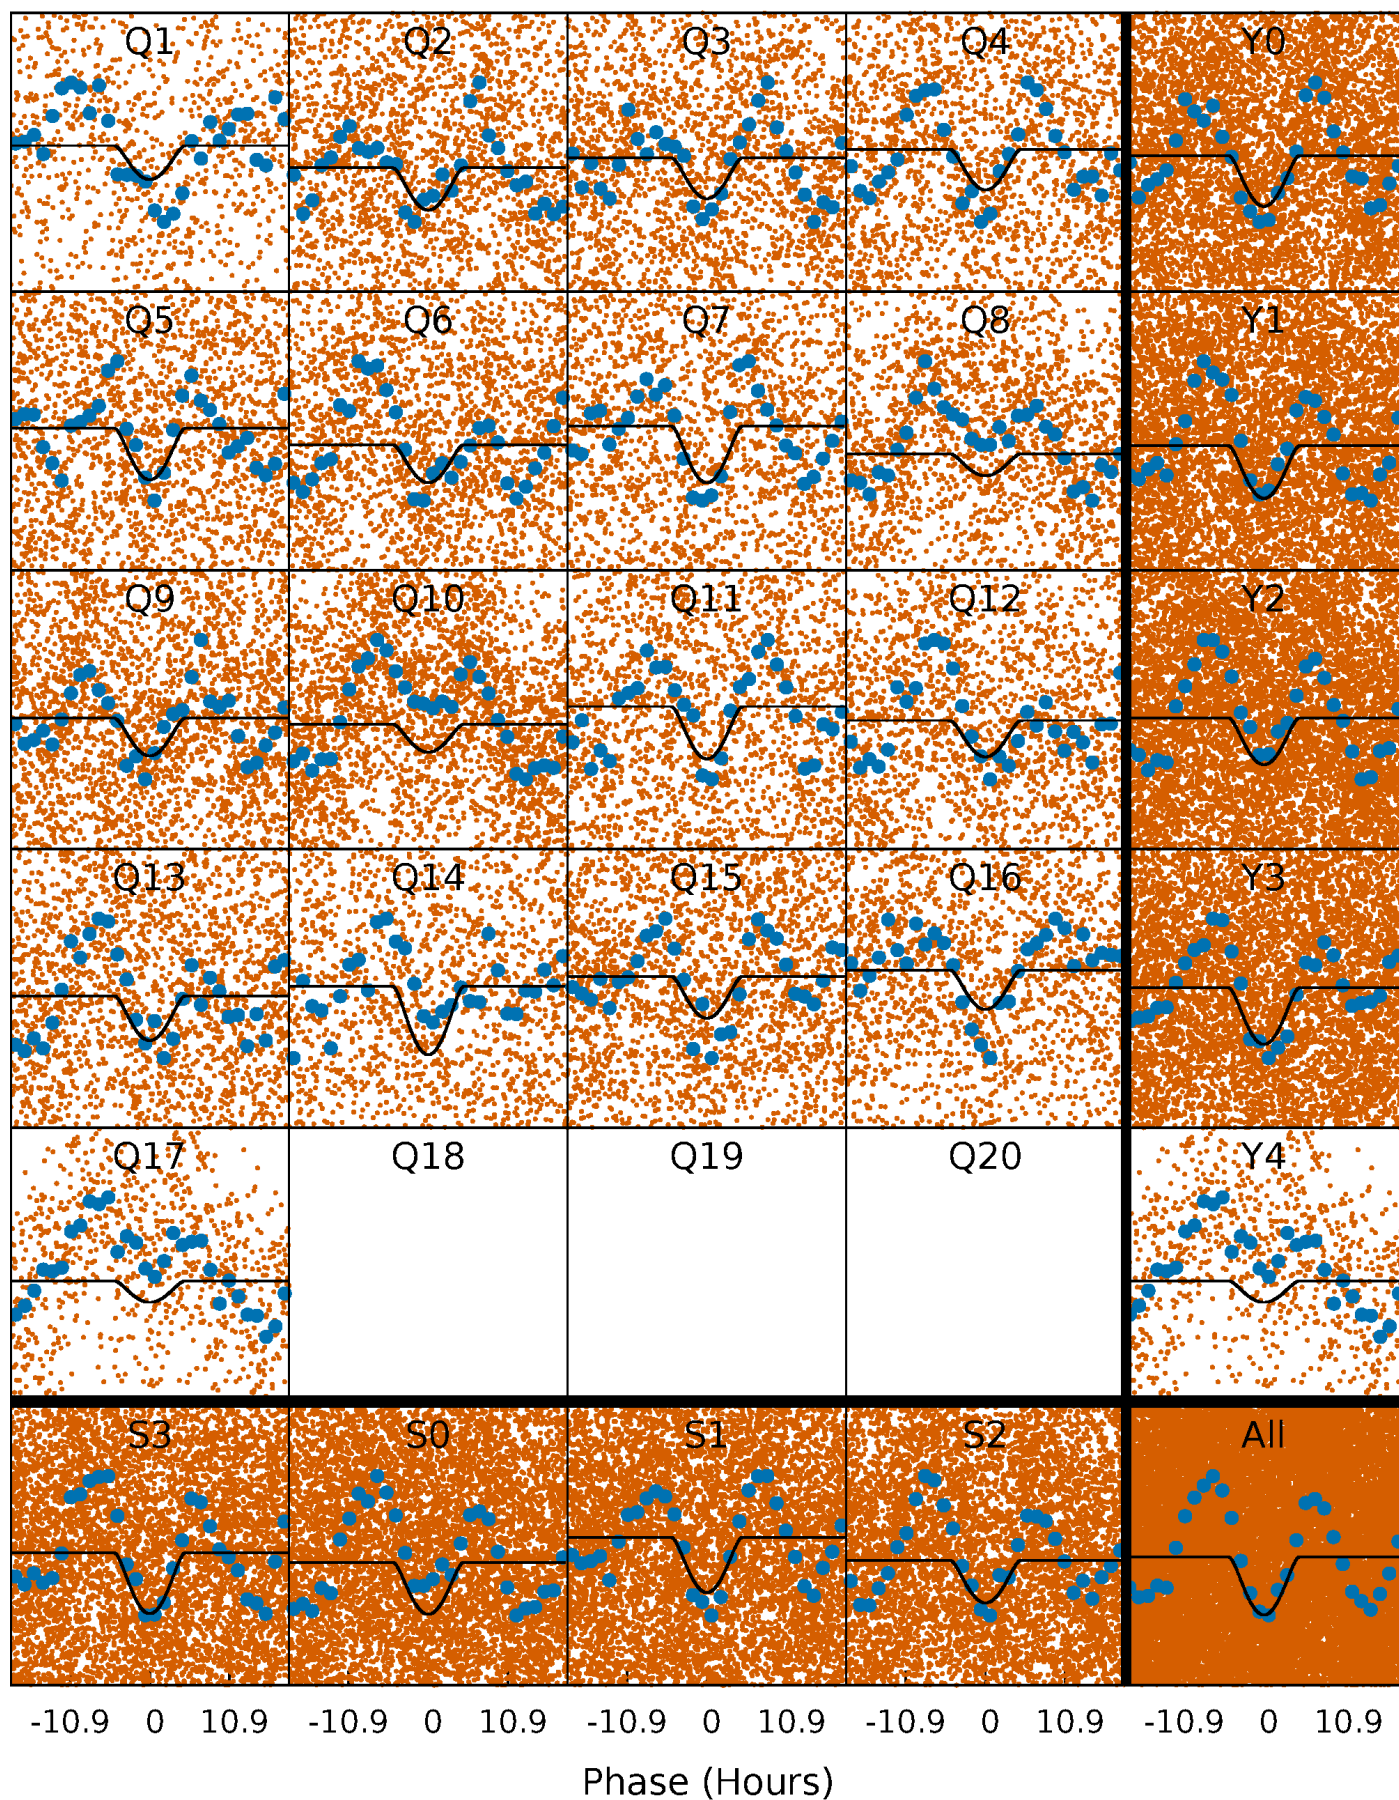 Q1 Q2 Q3 Q4 Y0
Q5 Q6 Q7 Q8 Y1
Q9 Q10 Q11 Q12 Y2
Q13 Q14 Q15 Q16 Y3
Q17 Q18 Q19 Q20 Y4
S3 S0 S1 S2 All
-10.9 0 10.9 -10.9 0 10.9 -10.9 0 10.9 -10.9 0 10.9 -10.9 0 10.9
Phase (Hours)